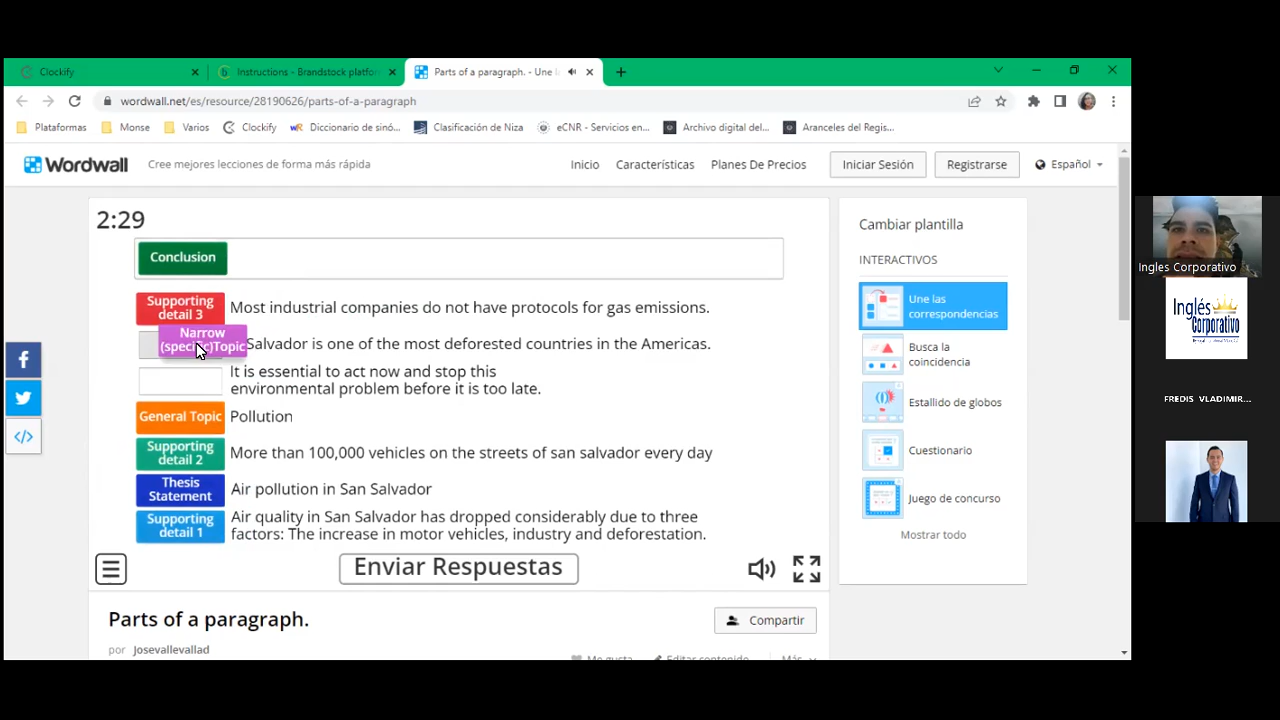 Clockify
Instructions - Brandstock platfor
Parts of a paragraph. - Une l
wordwall.net/es/resource/28190626/parts-of-a-paragraph
Plataformas
Monse
Varios
Clockify
Diccionario de sinó...
Clasificación de Niza
eCNR - Servicios en...
Archivo digital del...
Aranceles del Regis...
Wordwall
Cree mejores lecciones de forma más rápida
Inicio
Características
Planes De Precios
Iniciar Sesión
Registrarse
Español
2:29
Conclusion
Supporting
detail 3
Most industrial companies do not have protocols for gas emissions.
Narrow
(specific)Topic
Salvador is one of the most deforested countries in the Americas.
It is essential to act now and stop this
environmental problem before it is too late.
General Topic
Pollution
Supporting
detail 2
More than 100,000 vehicles on the streets of san salvador every day
Thesis
Statement
Air pollution in San Salvador
Supporting
detail 1
Air quality in San Salvador has dropped considerably due to three
factors: The increase in motor vehicles, industry and deforestation.
Enviar Respuestas
Parts of a paragraph.
por Josevallevallad
Compartir
Me gusta
Editar contenido
Más
Cambiar plantilla
INTERACTIVOS
Une las
correspondencias
Busca la
coincidencia
Estallido de globos
Cuestionario
Juego de concurso
Mostrar todo
Ingles Corporativo
Inglés
Corporativo
FREDIS VLADIMIR...